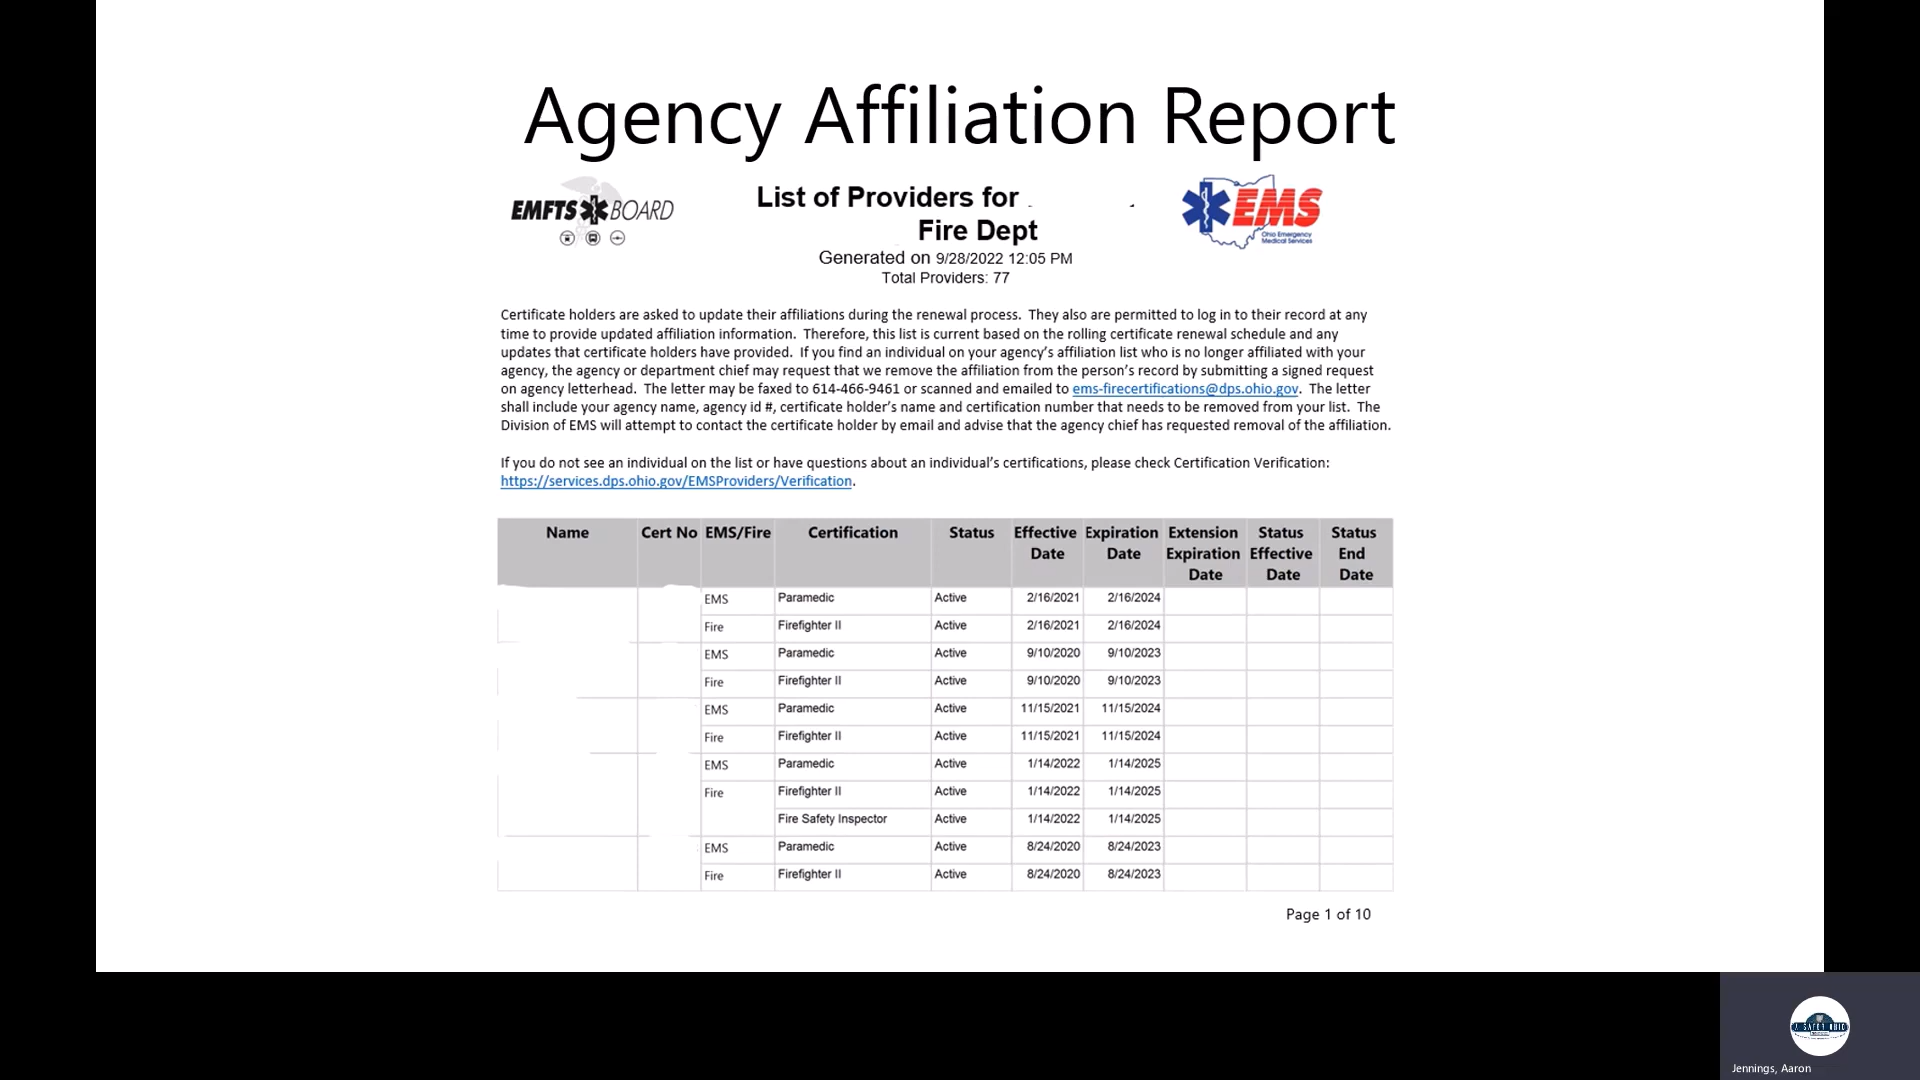 Agency Affiliation Report
EMFTS BOARD
List of Providers for
Fire Dept
Generated on 9/28/2022 12:05 PM
Total Providers: 77
EMS
Ohio Emergency
Medical Services
Certificate holders are asked to update their affiliations during the renewal process. They also are permitted to log in to their record at any
time to provide updated affiliation information. Therefore, this list is current based on the rolling certificate renewal schedule and any
updates that certificate holders have provided. If you find an individual on your agency's affiliation list who is no longer affiliated with your
agency, the agency or department chief may request that we remove the affiliation from the person's record by submitting a signed request
on agency letterhead. The letter may be faxed to 614-466-9461 or scanned and emailed to ems-firecertifications@dps.ohio.gov. The letter
shall include your agency name, agency id #, certificate holder's name and certification number that needs to be removed from your list. The
Division of EMS will attempt to contact the certificate holder by email and advise that the agency chief has requested removal of the affiliation.
If you do not see an individual on the list or have questions about an individual's certifications, please check Certification Verification:
https://services.dps.ohio.gov/EMSProviders/Verification.
Name Cert No EMS/Fire Certification Status Effective Date Expiration Date Extension Expiration Date Status Effective Date Status End Date
EMS Paramedic Active 2/16/2021 2/16/2024
Fire Firefighter II Active 2/16/2021 2/16/2024
EMS Paramedic Active 9/10/2020 9/10/2023
Fire Firefighter II Active 9/10/2020 9/10/2023
EMS Paramedic Active 11/15/2021 11/15/2024
Fire Firefighter II Active 11/15/2021 11/15/2024
EMS Paramedic Active 1/14/2022 1/14/2025
Fire Firefighter II Active 1/14/2022 1/14/2025
Fire Safety Inspector Active 1/14/2022 1/14/2025
EMS Paramedic Active 8/24/2020 8/24/2023
Fire Firefighter II Active 8/24/2020 8/24/2023
Page 1 of 10
Jennings, Aaron